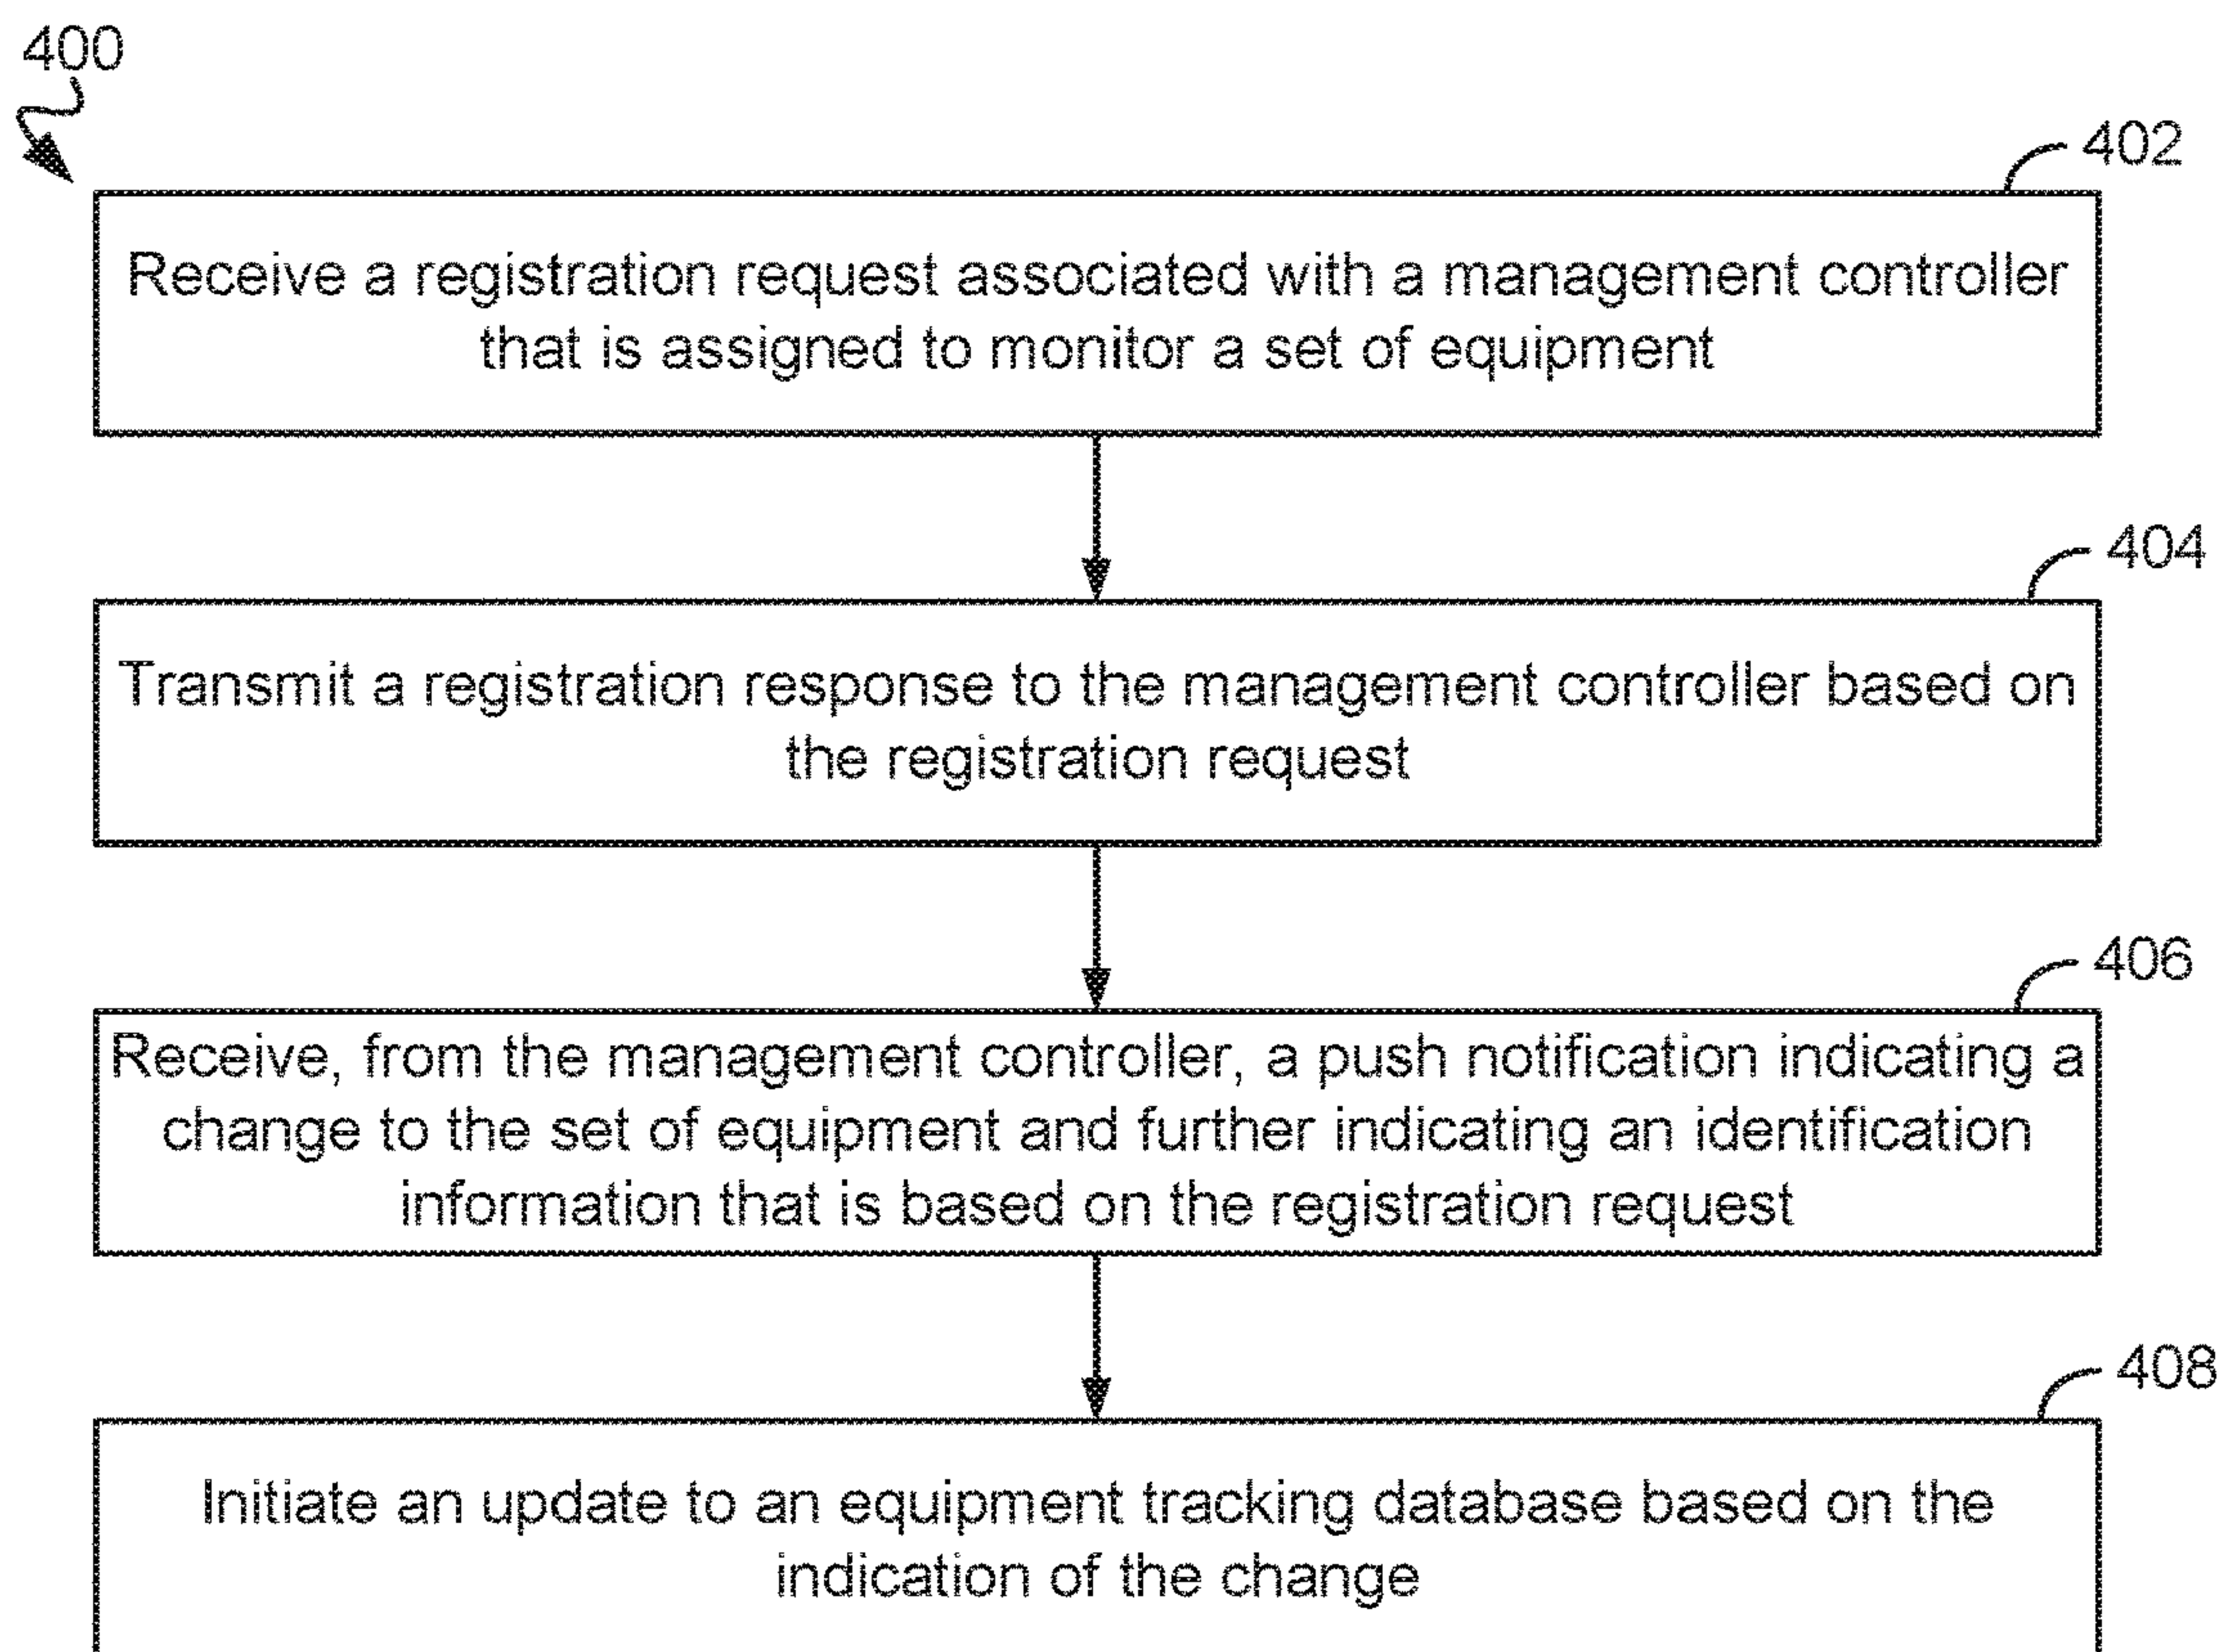 400
402
Receive a registration request associated with a management controller
that is assigned to monitor a set of equipment
404
Transmit a registration response to the management controller based on
the registration request
406
Receive, from the management controller, a push notification indicating a
change to the set of equipment and further indicating an identification
information that is based on the registration request
408
Initiate an update to an equipment tracking database based on the
indication of the change